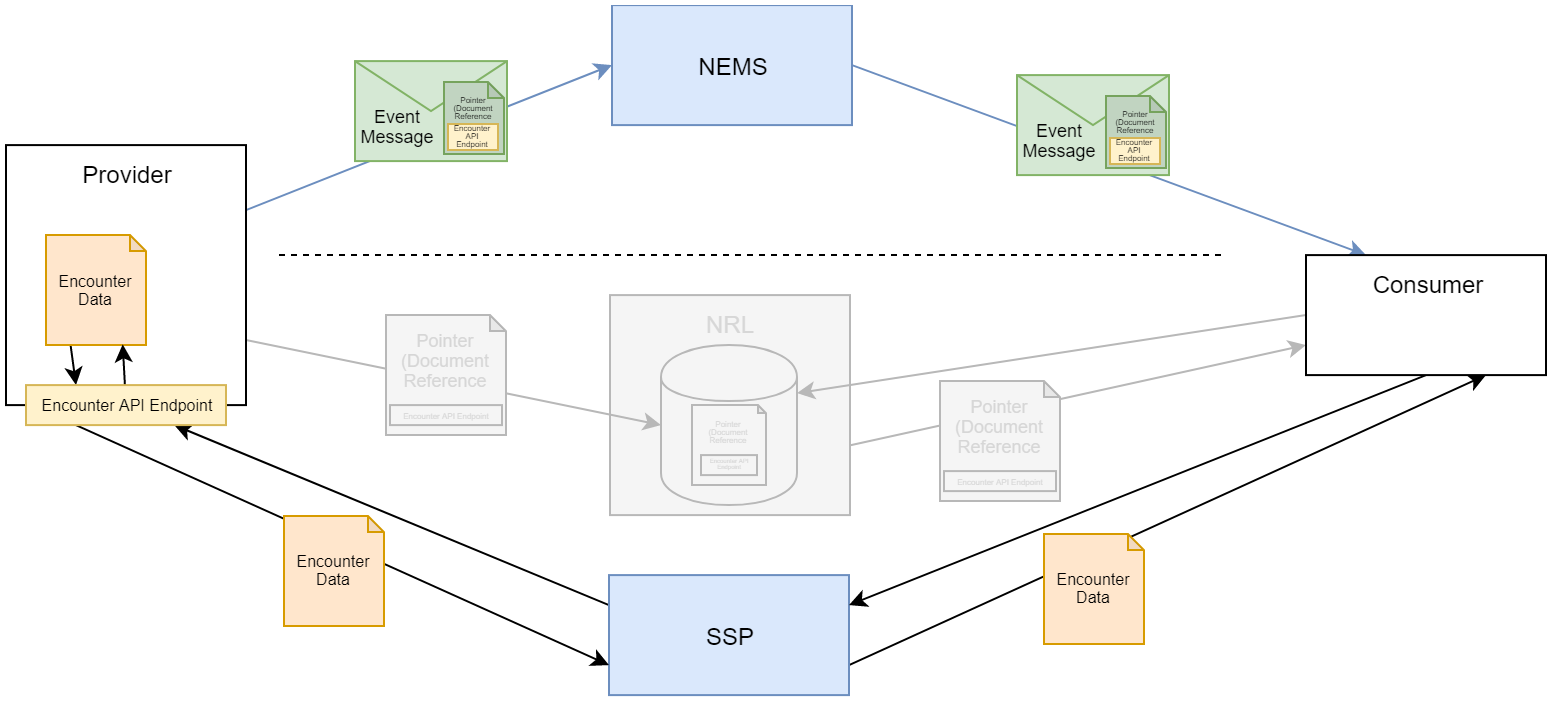 NEMS
Event
Message
Pointer
(Document
Reference
Encounter
API
Endpoint
Event
Message
Pointer
(Document
Reference
Encounter
API
Endpoint
Provider
Encounter
Data
Encounter API Endpoint
Consumer
Pointer
(Document
Reference
Encounter API Endpoint
NRL
Pointer
(Document
Reference
Encounter API
Endpoint
Pointer
(Document
Reference
Encounter API Endpoint
Encounter
Data
SSP
Encounter
Data